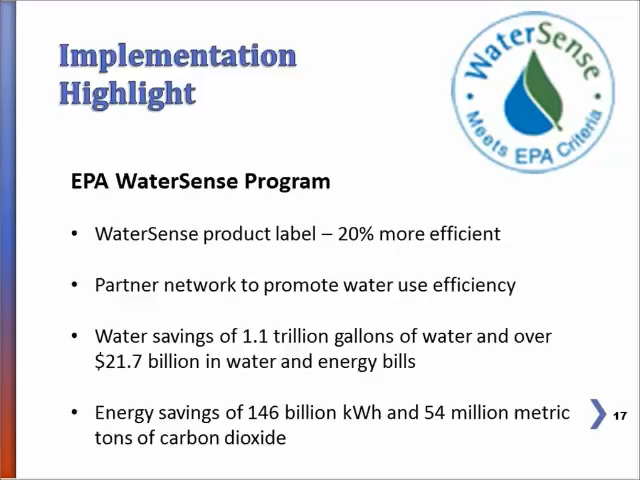 Implementation
Highlight
WaterSense
Meets EPA Criteria
EPA WaterSense Program
• WaterSense product label – 20% more efficient
• Partner network to promote water use efficiency
• Water savings of 1.1 trillion gallons of water and over
$21.7 billion in water and energy bills
• Energy savings of 146 billion kWh and 54 million metric
tons of carbon dioxide
17